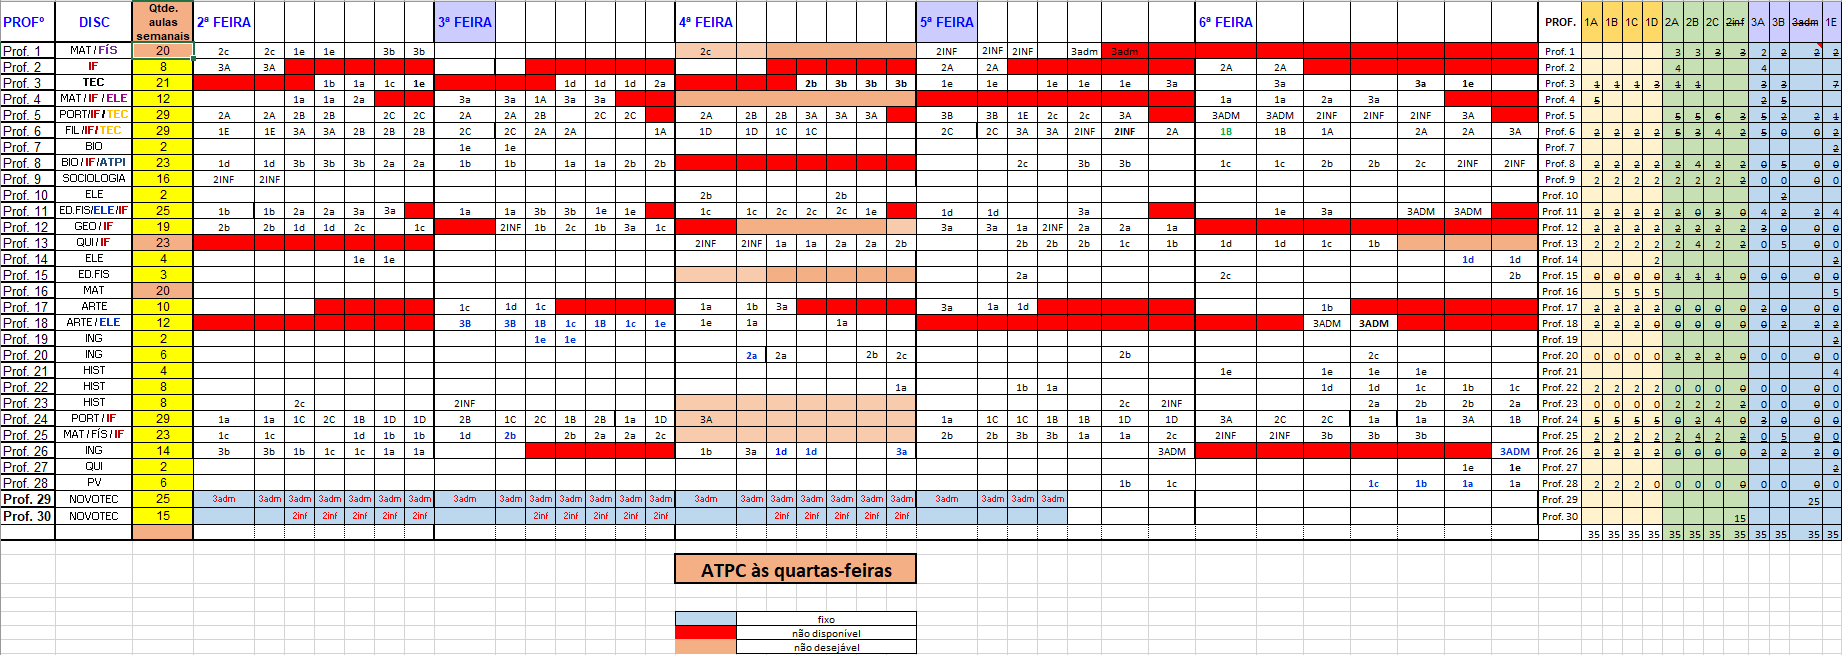 PROFº DISC Qtde. aulas semanais 2ª FEIRA 3ª FEIRA 4ª FEIRA 5ª FEIRA 6ª FEIRA PROF. 1A 1B 1C 1D 2A 2B 2C 2inf 3A 3B 3adm 1E
Prof. 1 MAT / FÍS 20 2c 2c 1e 1e 3b 3b 2c 2INF 2INF 2INF 3adm 3adm Prof. 1 3 3 3 3 2 2 2 2
Prof. 2 IF 8 3A 3A 2A 2A 2A 2A Prof. 2 4 4
Prof. 3 TEC 21 1b 1a 1c 1e 1d 1d 1d 2a 2b 3b 3b 3b 1e 1e 1e 1e 1e 3a 3a 3a 1e Prof. 3 1 1 1 3 1 1 3 3 7
Prof. 4 MAT / IF / ELE 12 1a 1a 2a 3a 3a 1A 3a 3a 1a 1a 2a 3a Prof. 4 5 2 5
Prof. 5 PORT/IF / TEC 29 2A 2A 2B 2B 2C 2C 2A 2A 2B 2C 2C 2A 2B 2B 3A 3A 3A 3B 3B 1E 2c 2c 3A 3ADM 3ADM 2INF 2INF 2INF 3A Prof. 5 5 5 6 3 5 2 2 1
Prof. 6 FIL /IF/ TEC 29 1E 1E 3A 3A 2B 2B 2B 2C 2C 2A 2A 1A 1D 1D 1C 1C 2C 2C 3A 3A 2INF 2INF 2A 1B 1B 1A 2A 2A 3A Prof. 6 2 2 2 2 5 3 4 2 5 0 0 2
Prof. 7 BIO 2 1e 1e Prof. 7 2
Prof. 8 BIO / IF /ATPI 23 1d 1d 3b 3b 3b 2a 2a 1b 1b 1a 1a 2b 2b 2c 3b 3b 1c 1c 2b 2b 2c 2INF 2INF Prof. 8 2 2 2 2 2 4 2 2 0 5 0 0
Prof. 9 SOCIOLOGIA 16 2INF 2INF Prof. 9 2 2 2 2 2 2 2 2 0 0 0 0
Prof. 10 ELE 2 2b 2b Prof. 10 2
Prof. 11 ED.FIS/ELE/IF 25 1b 1b 2a 2a 3a 3a 1a 1a 3b 3b 1e 1e 1c 1c 2c 2c 2c 1e 1d 1d 3a 1e 3a 3ADM 3ADM Prof. 11 2 2 2 2 2 0 3 0 4 2 2 4
Prof. 12 GEO / IF 19 2b 2b 1d 1d 2c 1c 2INF 1b 2c 1b 3a 1c 3a 3a 1a 2INF 2a 2a 1a Prof. 12 2 2 2 2 2 2 2 2 3 0 0 0
Prof. 13 QUI / IF 23 2INF 2INF 1a 1a 2a 2a 2b 2b 2b 2b 1c 1b 1d 1d 1c 1b Prof. 13 2 2 2 2 2 4 2 2 0 5 0 0
Prof. 14 ELE 4 1e 1e 1d 1d Prof. 14 2 2
Prof. 15 ED.FIS 3 2a 2c 2b Prof. 15 0 0 0 0 1 1 1 0 0 0 0 0
Prof. 16 MAT 20 Prof. 16 5 5 5 5
Prof. 17 ARTE 10 1c 1d 1c 1a 1b 3a 3a 1a 1d 1b Prof. 17 2 2 2 2 0 0 0 0 2 0 0 0
Prof. 18 ARTE / ELE 12 3B 3B 1B 1c 1B 1c 1e 1e 1a 1a 3ADM 3ADM Prof. 18 2 2 2 0 0 0 0 0 0 2 2 2
Prof. 19 ING 2 1e 1e Prof. 19 2
Prof. 20 ING 6 2a 2a 2b 2c 2b 2c Prof. 20 0 0 0 0 2 2 2 0 0 0 0 0
Prof. 21 HIST 4 1e 1e 1e 1e Prof. 21 4
Prof. 22 HIST 8 1a 1b 1a 1d 1d 1c 1b 1c Prof. 22 2 2 2 2 0 0 0 0 0 0 0 0
Prof. 23 HIST 8 2c 2INF 2c 2INF 2a 2b 2b 2a Prof. 23 0 0 0 0 2 2 2 2 0 0 0 0
Prof. 24 PORT / IF 29 1a 1a 1C 2C 1B 1D 1D 2B 1C 2C 1B 2B 1a 1D 3A 1a 1C 1B 1B 1D 1D 3A 2C 2C 1a 1a 3A 1B Prof. 24 5 5 5 5 0 2 4 0 3 0 0 0
Prof. 25 MAT / FÍS / IF 23 1c 1c 1d 1b 1b 1d 2b 2b 2a 2a 2c 2b 2b 3b 3b 1a 1a 2c 2INF 2INF 3b 3b 3b Prof. 25 2 2 2 2 2 4 2 2 0 5 0 0
Prof. 26 ING 14 3b 3b 1b 1c 1c 1a 1a 1b 3a 1d 1d 3a 3ADM 3ADM Prof. 26 2 2 2 2 0 0 0 0 2 2 2 0
Prof. 27 QUI 2 1e 1e Prof. 27 2
Prof. 28 PV 6 1b 1c 1c 1b 1a 1a Prof. 28 2 2 2 0 0 0 0 0 0 0 0 0
Prof. 29 NOVOTEC 25 3adm 3adm 3adm 3adm 3adm 3adm 3adm 3adm 3adm 3adm 3adm 3adm 3adm 3adm 3adm 3adm 3adm 3adm 3adm 3adm 3adm 3adm 3adm 3adm 3adm Prof. 29 25
Prof. 30 NOVOTEC 15 2inf 2inf 2inf 2inf 2inf 2inf 2inf 2inf 2inf 2inf 2inf 2inf 2inf 2inf 2inf Prof. 30 15
35 35 35 35 35 35 35 35 35 35 35 35
ATPC às quartas-feiras
fixo
não disponível
não desejável